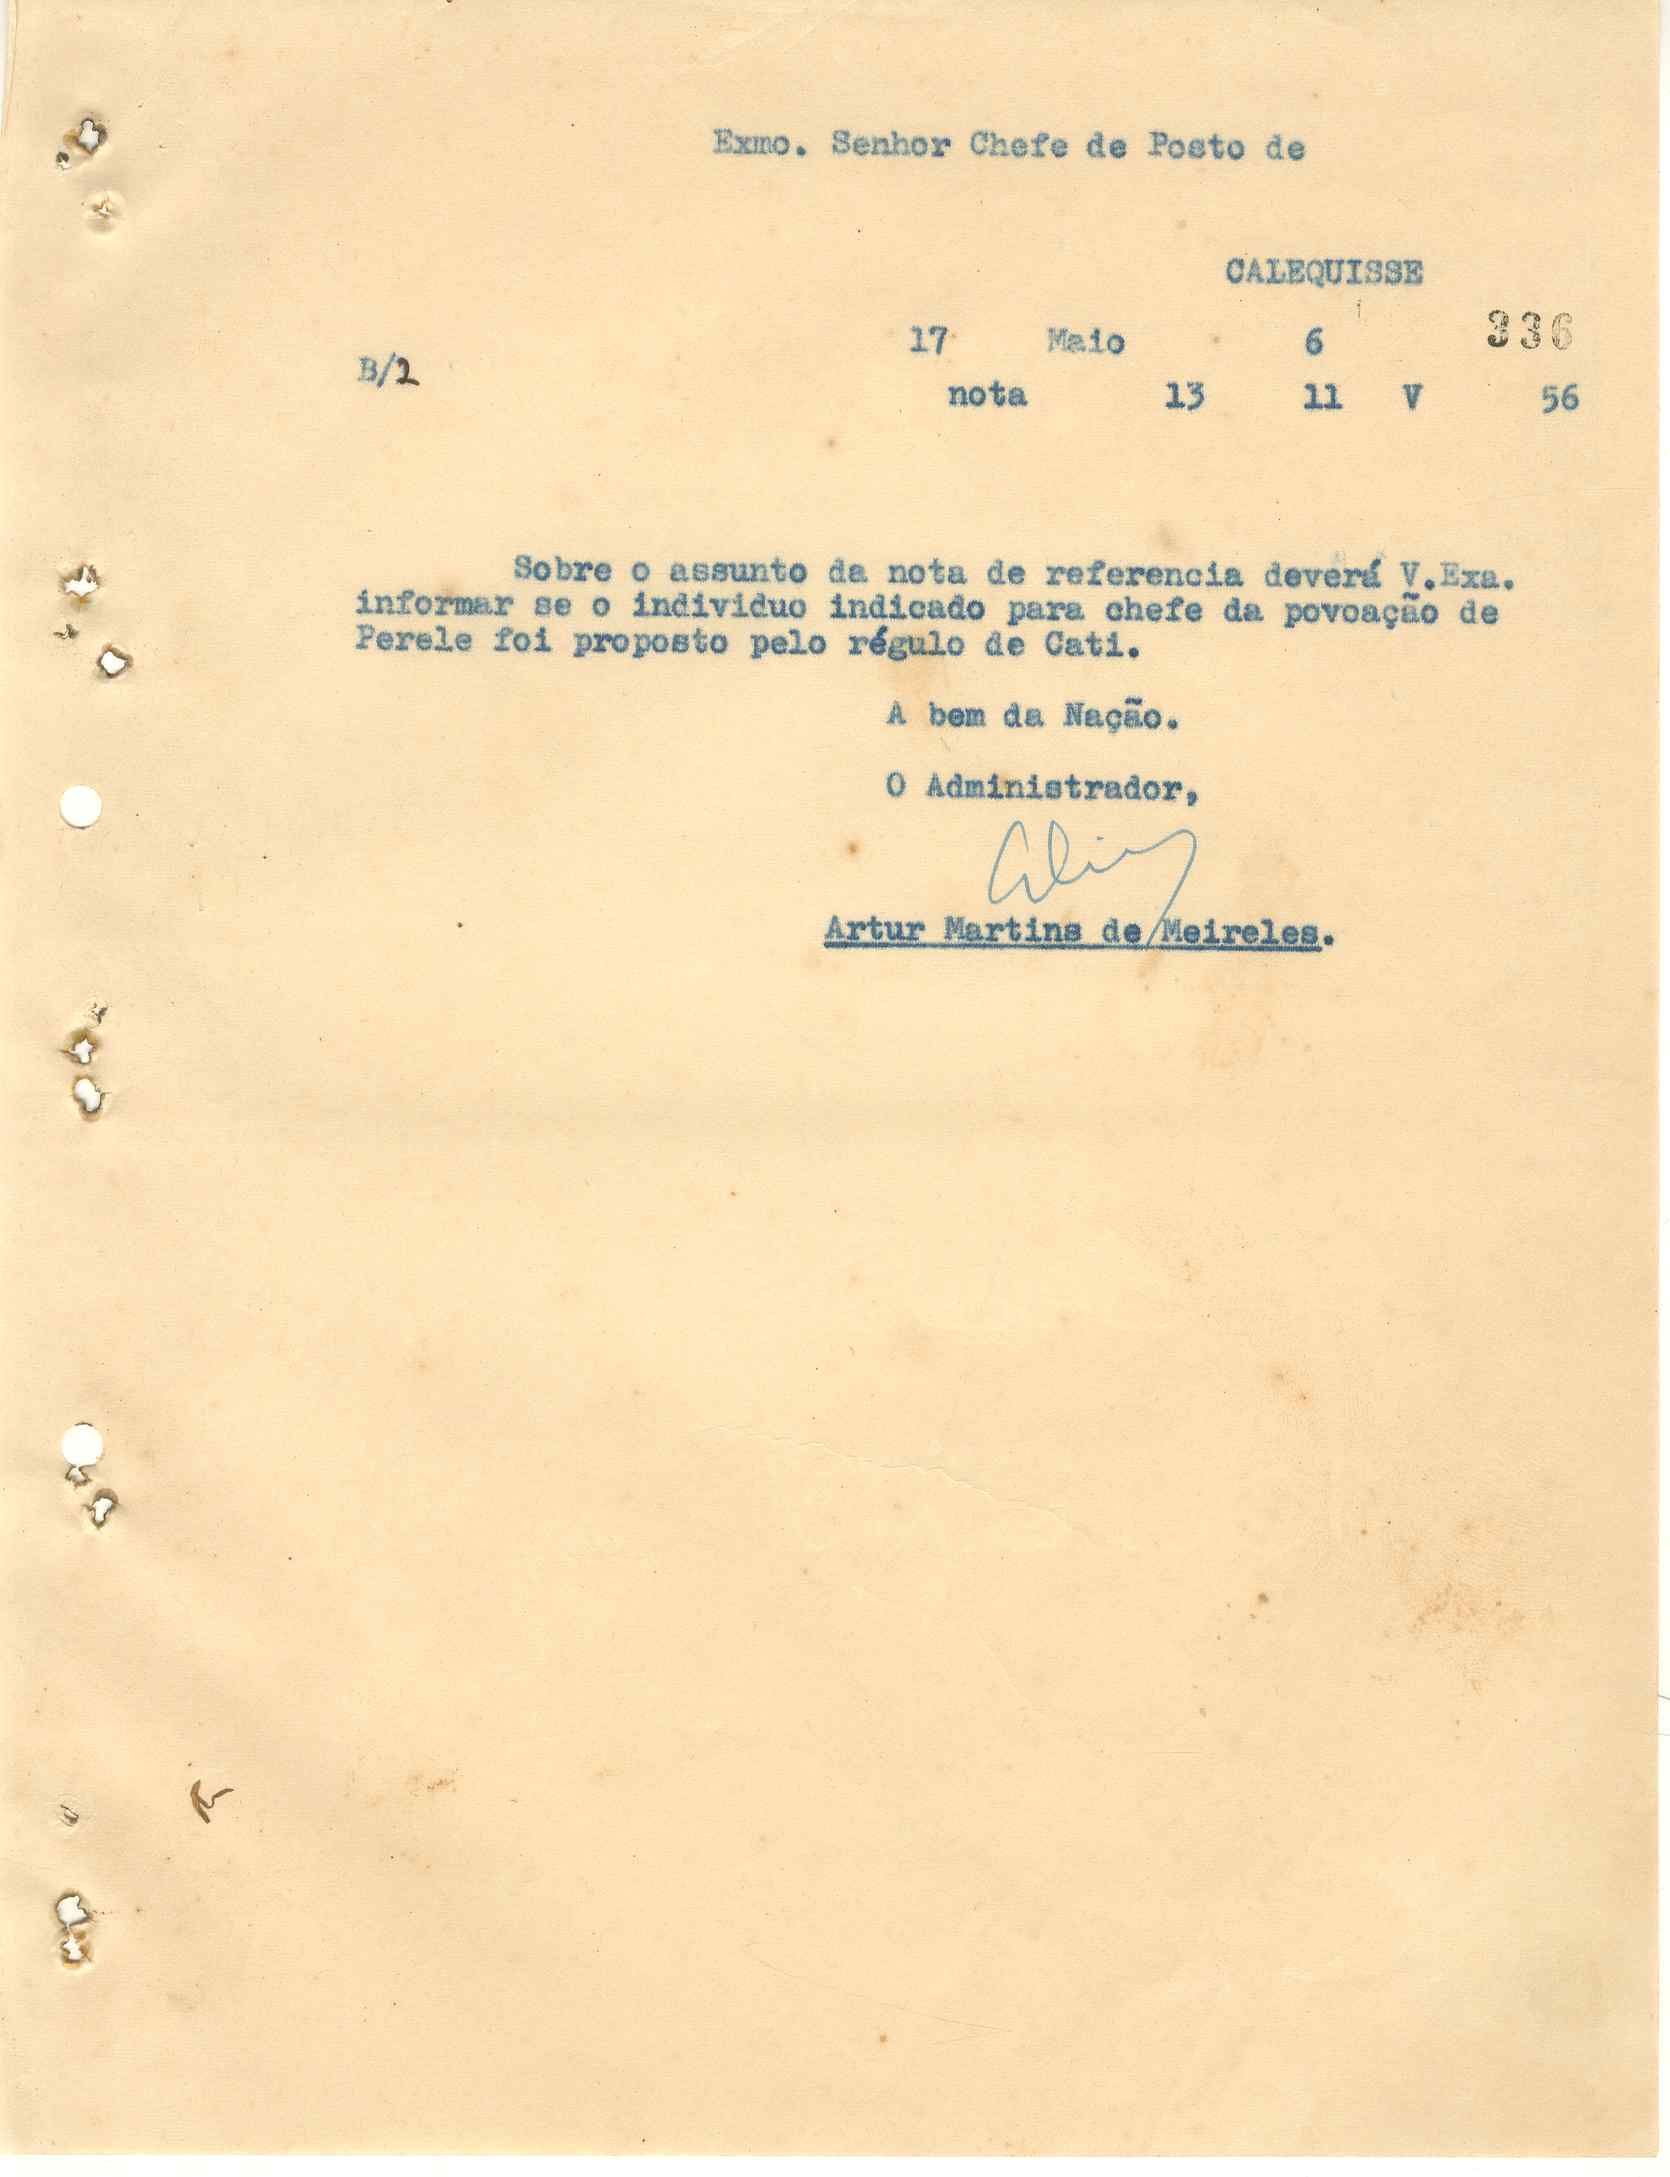 Exmo. Senhor Chefe de Posto de
CALEQUISSE
17 Maio 6 336
B/2
nota 13 11 V 56
Sobre o assunto da nota de referencia deverá V.Exa.
informar se o individuo indicado para chefe da povoação de
Perele foi proposto pelo régulo de Cati.
A bem da Nação.
O Administrador,
Artur Martins de Meireles.